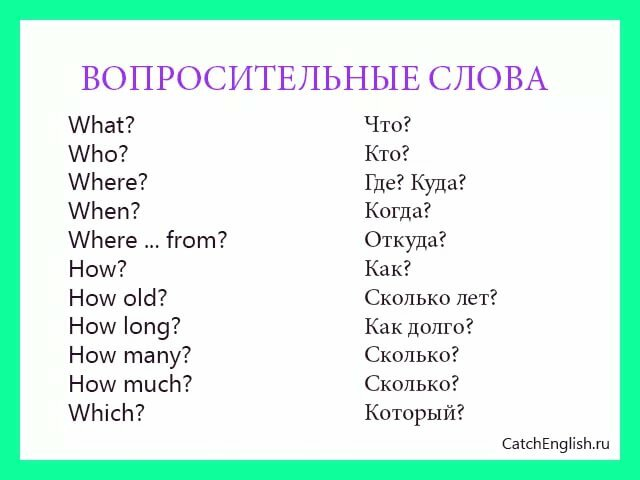 ВОПРОСИТЕЛЬНЫЕ СЛОВА
What? Что?
Who? Кто?
Where? Где? Куда?
When? Когда?
Where ... from? Откуда?
How? Как?
How old? Сколько лет?
How long? Как долго?
How many? Сколько?
How much? Сколько?
Which? Который?
CatchEnglish.ru